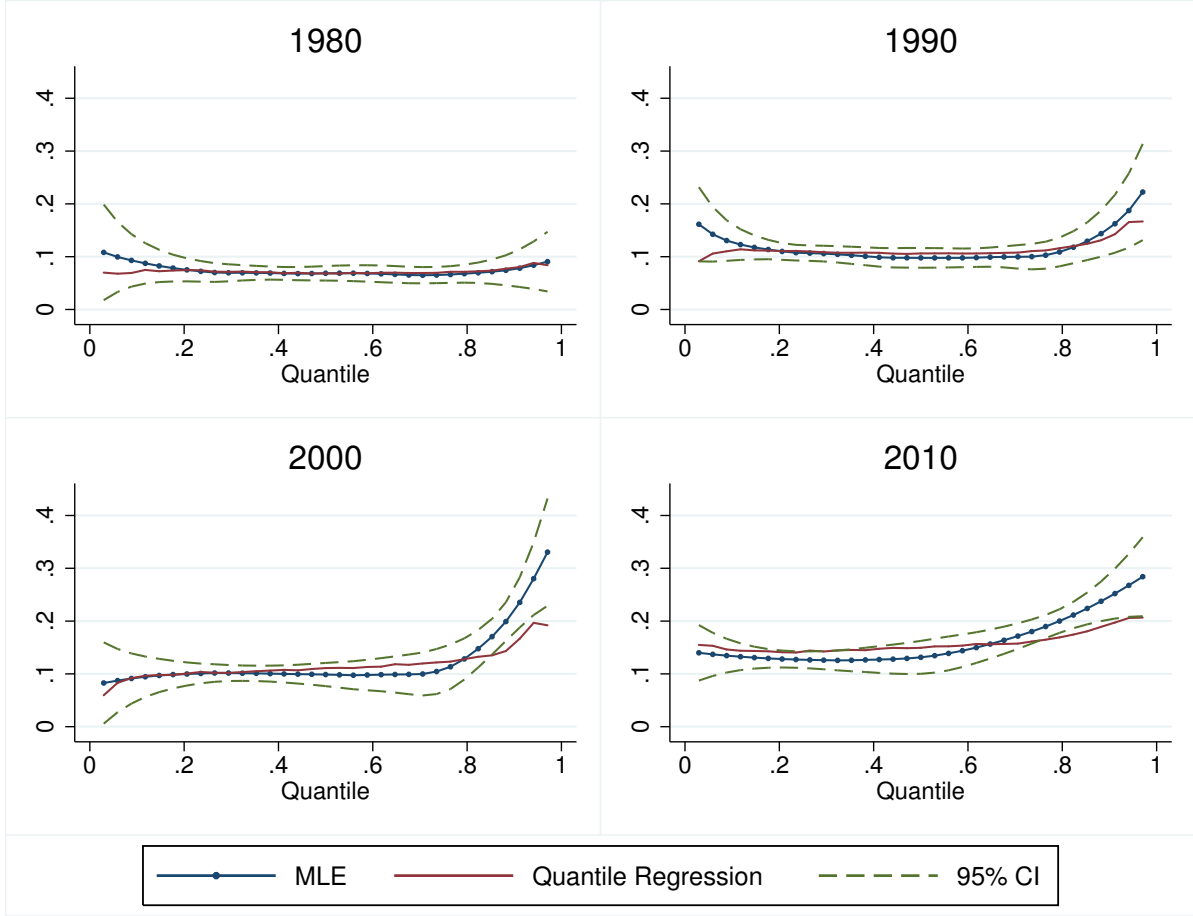 1980
.4
.3
.2
.1
0
0 .2 .4 .6 .8 1
Quantile
1990
.4
.3
.2
.1
0
0 .2 .4 .6 .8 1
Quantile
2000
.4
.3
.2
.1
0
0 .2 .4 .6 .8 1
Quantile
2010
.4
.3
.2
.1
0
0 .2 .4 .6 .8 1
Quantile
MLE Quantile Regression 95% CI